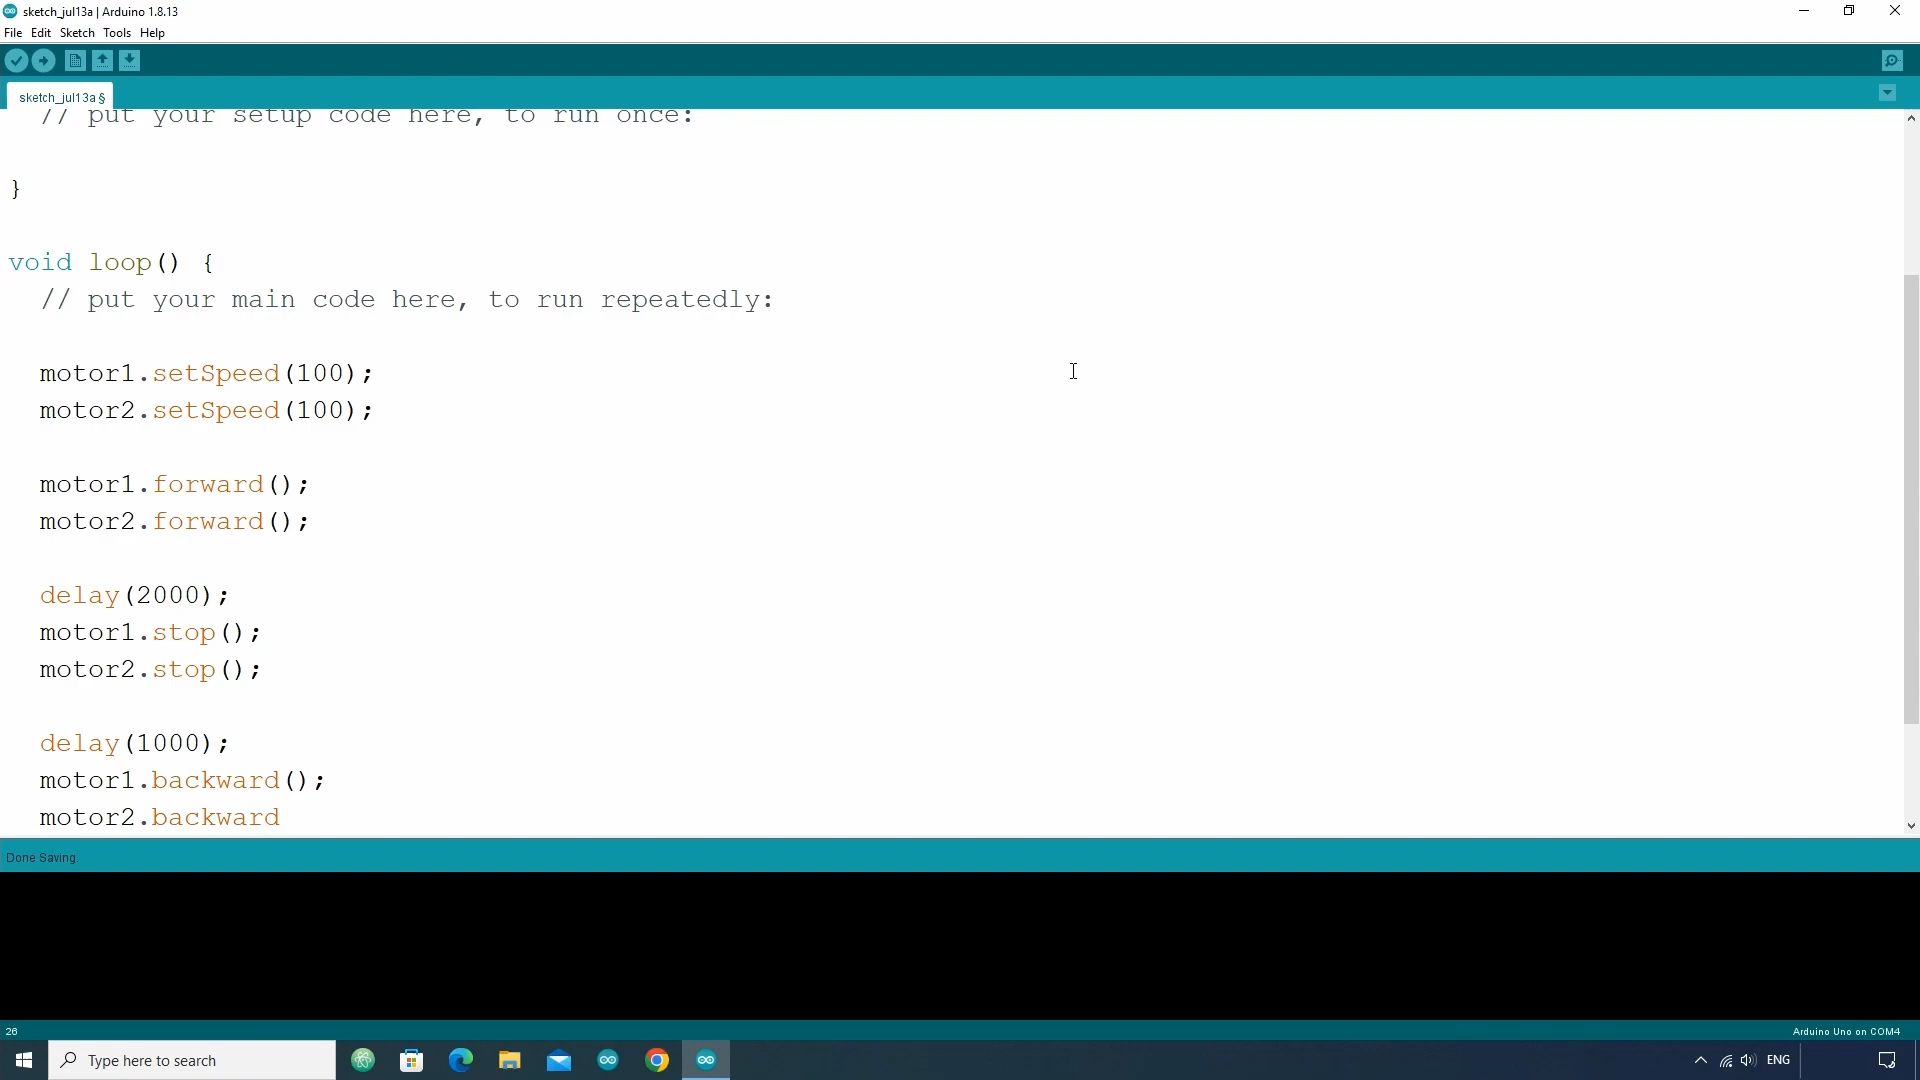 sketch_jul13a | Arduino 1.8.13
File Edit Sketch Tools Help
sketch_jul13a §
// put your setup code here, to run once:
}
void loop() {
// put your main code here, to run repeatedly:
motor1.setSpeed(100);
motor2.setSpeed(100);
motor1.forward();
motor2.forward();
delay(2000);
motor1.stop();
motor2.stop();
delay(1000);
motor1.backward();
motor2.backward
Done Saving.
26
Arduino Uno on COM4
Type here to search
ENG